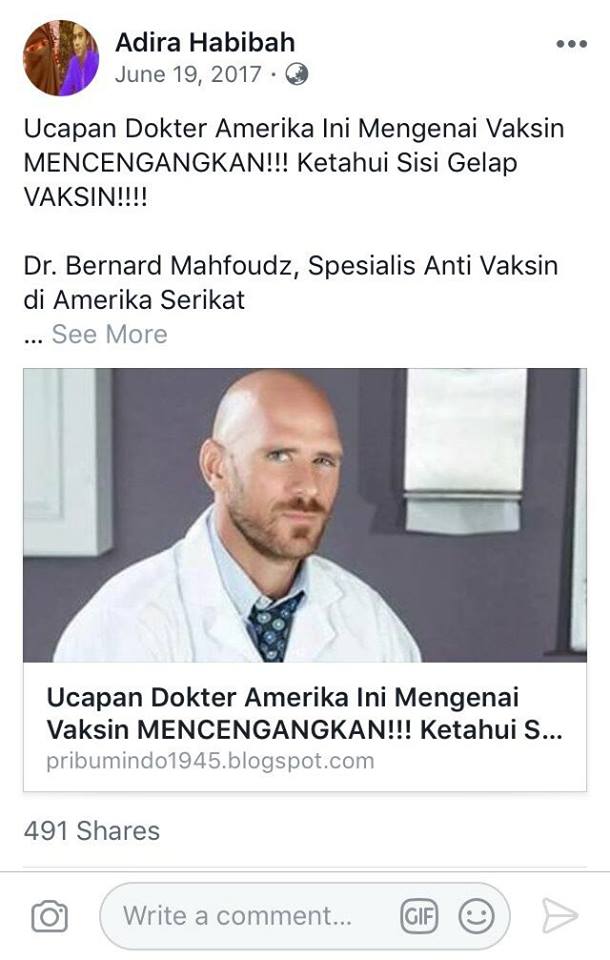 Adira Habibah
June 19, 2017 ·
Ucapan Dokter Amerika Ini Mengenai Vaksin
MENCENGANGKAN!!! Ketahui Sisi Gelap
VAKSIN!!!!
Dr. Bernard Mahfoudz, Spesialis Anti Vaksin
di Amerika Serikat
... See More
Ucapan Dokter Amerika Ini Mengenai
Vaksin MENCENGANGKAN!!! Ketahui S...
pribumindo1945.blogspot.com
491 Shares
Write a comment... GIF